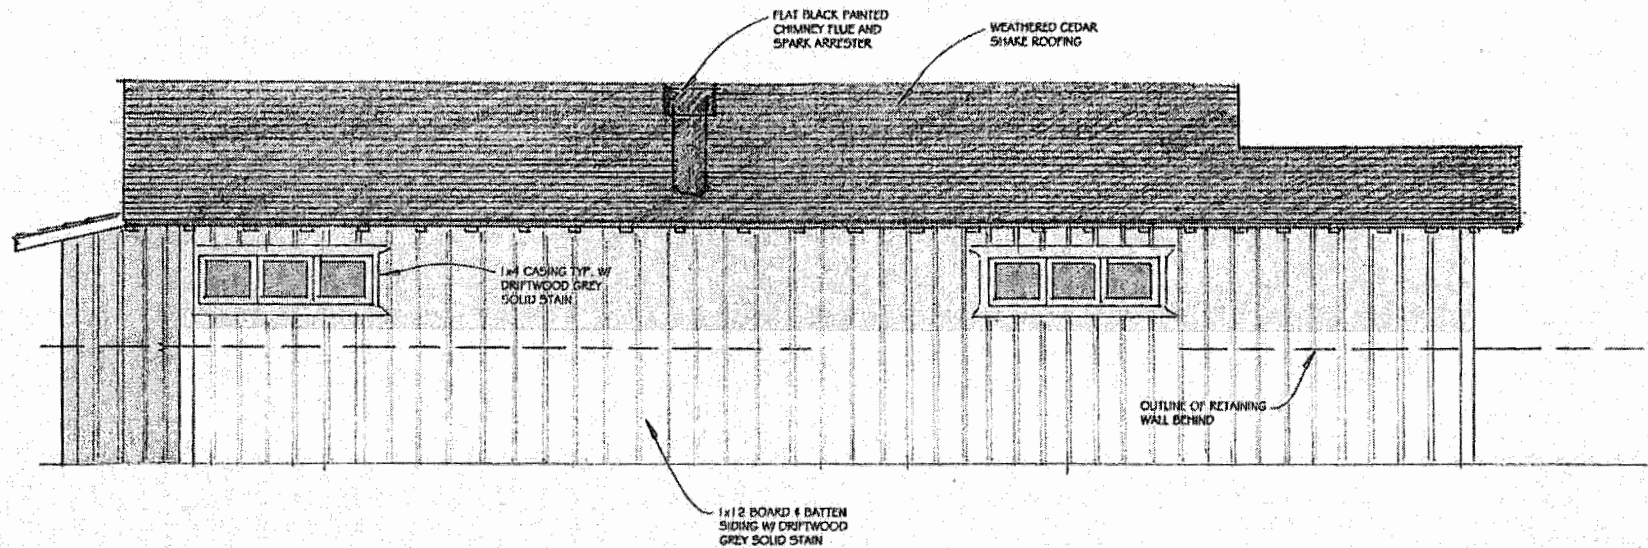 FLAT BLACK PAINTED
CHIMNEY FLUE AND
SPARK ARRESTER
WEATHERED CEDAR
SHAKE ROOFING
1x4 CASING TYP. W/
DRIFTWOOD GREY
SOLID STAIN
OUTLINE OF RETAINING
WALL BEHIND
1x12 BOARD & BATTEN
SIDING W/ DRIFTWOOD
GREY SOLID STAIN